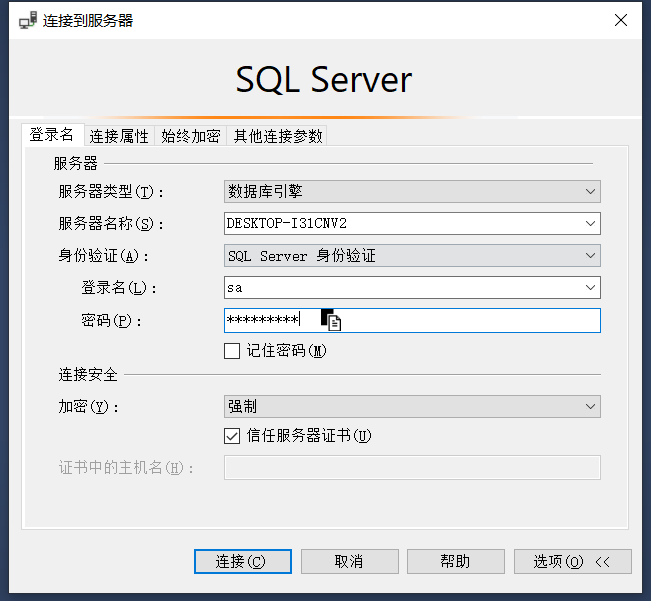 连接到服务器
SQL Server
登录名 连接属性 始终加密 其他连接参数
服务器
服务器类型(T)： 数据库引擎
服务器名称(S)： DESKTOP-I31CNV2
身份验证(A)： SQL Server 身份验证
登录名(L)： sa
密码(P)： *********
记住密码(M)
连接安全
加密(Y)： 强制
信任服务器证书(U)
证书中的主机名(H)：
连接(C) 取消 帮助 选项(O) <<